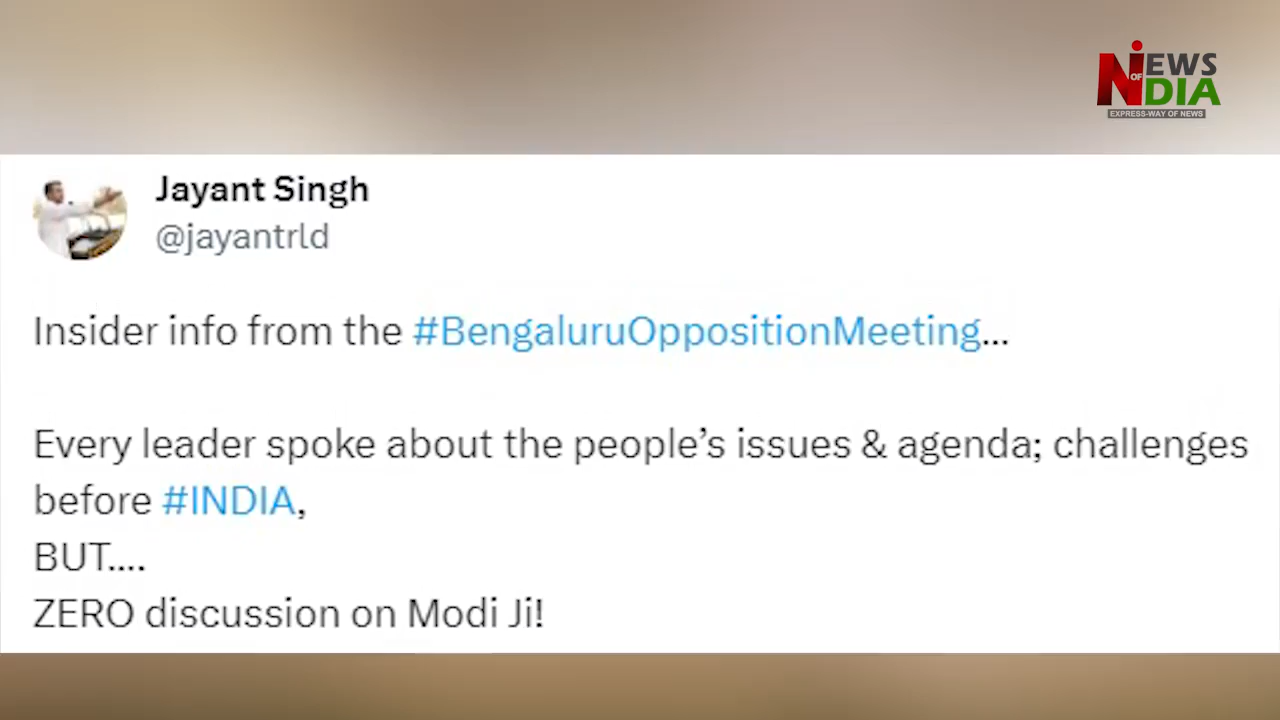 NEWS
OF INDIA
EXPRESS-WAY OF NEWS
Jayant Singh
@jayantrld
Insider info from the #BengaluruOppositionMeeting...
Every leader spoke about the people’s issues & agenda; challenges
before #INDIA,
BUT....
ZERO discussion on Modi Ji!